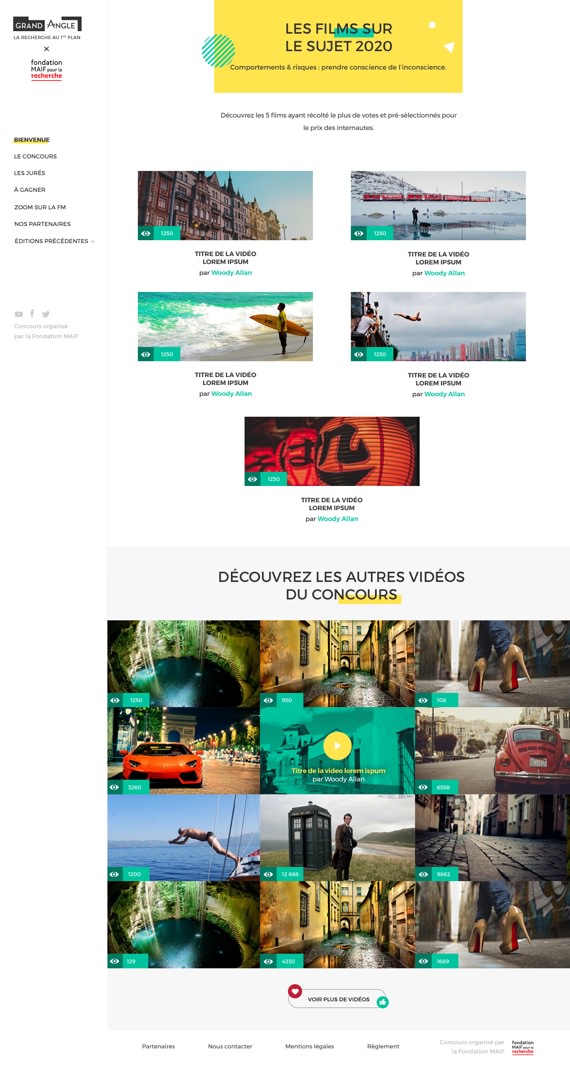 GRAND ANGLE
LA RECHERCHE AU 1ER PLAN
×
fondation
MAIF pour la
recherche
BIENVENUE
LE CONCOURS
LES JURÉS
À GAGNER
ZOOM SUR LA FM
NOS PARTENAIRES
ÉDITIONS PRÉCÉDENTES
Concours organisé
par la Fondation MAIF
LES FILMS SUR
LE SUJET 2020
Comportements & risques : prendre conscience de l'inconscience.
Découvrez les 5 films ayant récolté le plus de votes et pré-sélectionnés pour
le prix des internautes.
1250
TITRE DE LA VIDÉO
LOREM IPSUM
par Woody Allan
1250
TITRE DE LA VIDÉO
LOREM IPSUM
par Woody Allan
1250
TITRE DE LA VIDÉO
LOREM IPSUM
par Woody Allan
1250
TITRE DE LA VIDÉO
LOREM IPSUM
par Woody Allan
1250
TITRE DE LA VIDÉO
LOREM IPSUM
par Woody Allan
DÉCOUVREZ LES AUTRES VIDÉOS
DU CONCOURS
1250
950
108
3260
Titre de la video lorem ispum
par Woody Allan
6556
1200
12 688
9862
129
4230
1689
VOIR PLUS DE VIDÉOS
Partenaires
Nous contacter
Mentions légales
Règlement
Concours organisé par
la Fondation MAIF
fondation
MAIF pour la
recherche